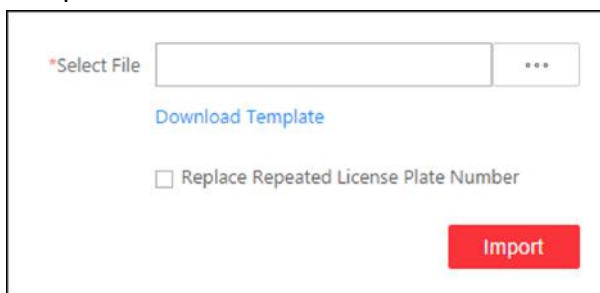 *Select File
Download Template
Replace Repeated License Plate Number
Import